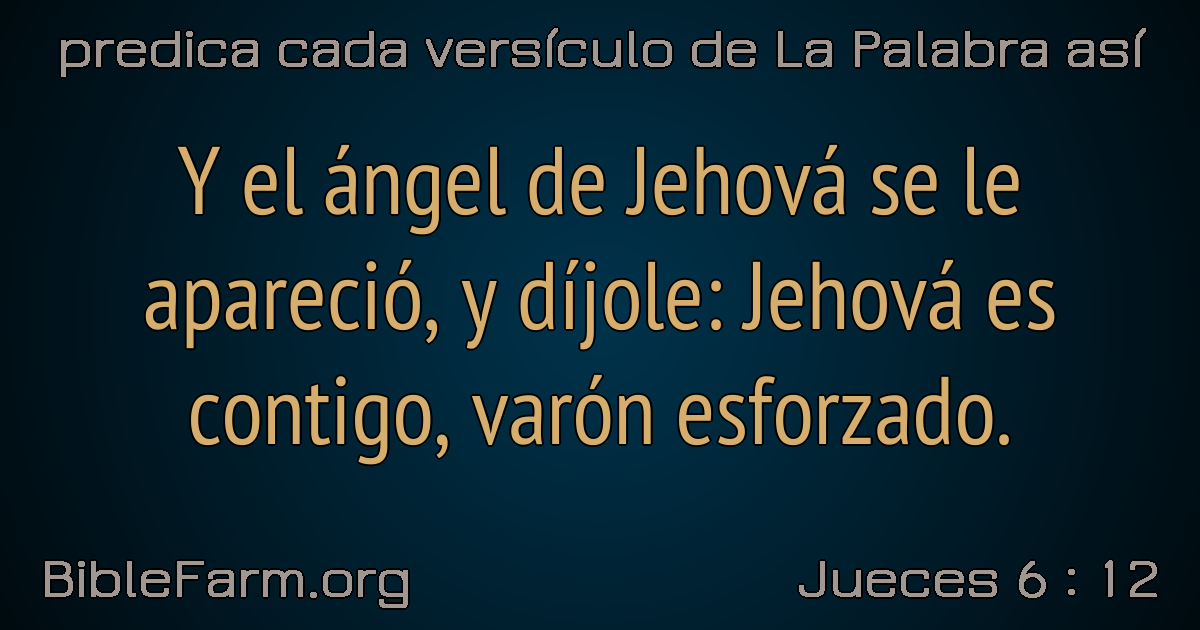 predica cada versículo de La Palabra así
Y el ángel de Jehová se le
apareció, y díjole: Jehová es
contigo, varón esforzado.
BibleFarm.org
Jueces 6 : 12